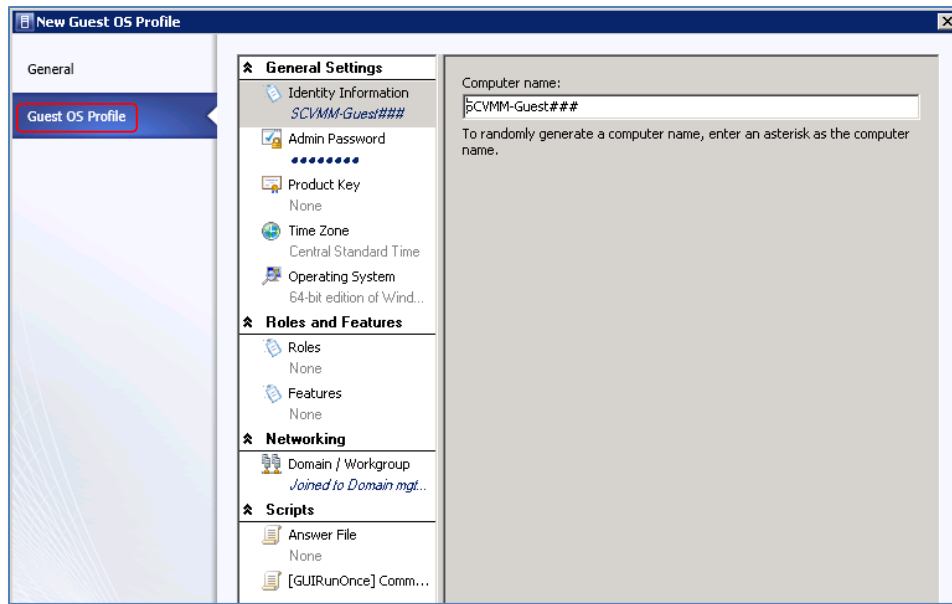 New Guest OS Profile
General
Guest OS Profile
General Settings
Identity Information
SCVMM-Guest###
Admin Password
Product Key
None
Time Zone
Central Standard Time
Operating System
64-bit edition of Wind...
Roles and Features
Roles
None
Features
None
Networking
Domain / Workgroup
Joined to Domain mgt...
Scripts
Answer File
None
[GUIRunOnce] Comm...
Computer name:
SCVMM-Guest###
To randomly generate a computer name, enter an asterisk as the computer
name.